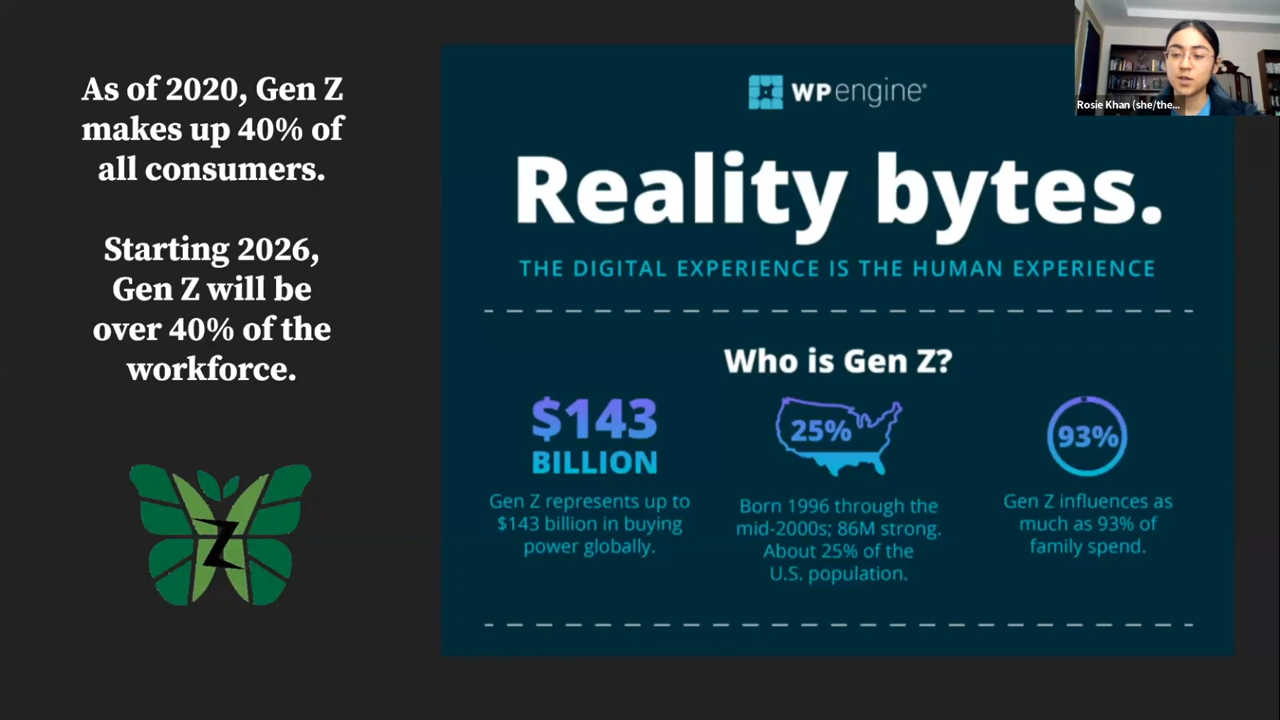 As of 2020, Gen Z
makes up 40% of
all consumers.
Starting 2026,
Gen Z will be
over 40% of the
workforce.
Z
WP engine®
Reality bytes.
THE DIGITAL EXPERIENCE IS THE HUMAN EXPERIENCE
Who is Gen Z?
$143
BILLION
Gen Z represents up to
$143 billion in buying
power globally.
25%
Born 1996 through the
mid-2000s; 86M strong.
About 25% of the
U.S. population.
93%
Gen Z influences as
much as 93% of
family spend.
Rosie Khan (she/the...